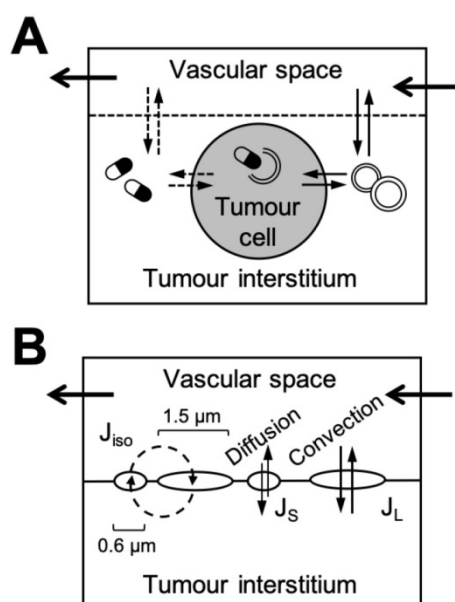 A
Vascular space
Tumour
cell
Tumour interstitium
B
Vascular space
1.5 µm
Diffusion
Convection
Jiso
JS
JL
0.6 µm
Tumour interstitium